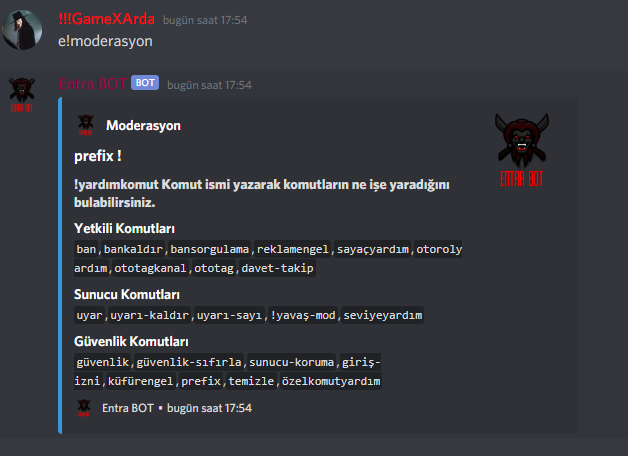 !!!GameXArda bugün saat 17:54
e!moderasyon
Entra BOT BOT bugün saat 17:54
Moderasyon
prefix !
ENTRA BOT
!yardımkomut Komut ismi yazarak komutların ne işe yaradığını
bulabilirsiniz.
Yetkili Komutları
ban,bankaldır,bansorgulama,reklamengel,sayaçyardım,otoroly
ardım,ototagkanal,ototag,davet-takip
Sunucu Komutları
uyar,uyarı-kaldır,uyarı-sayı,!yavaş-mod,seviyeyardım
Güvenlik Komutları
güvenlik,güvenlik-sıfırla,sunucu-koruma,giriş-
izni,küfürengel,prefix,temizle,özelkomutyardım
Entra BOT • bugün saat 17:54